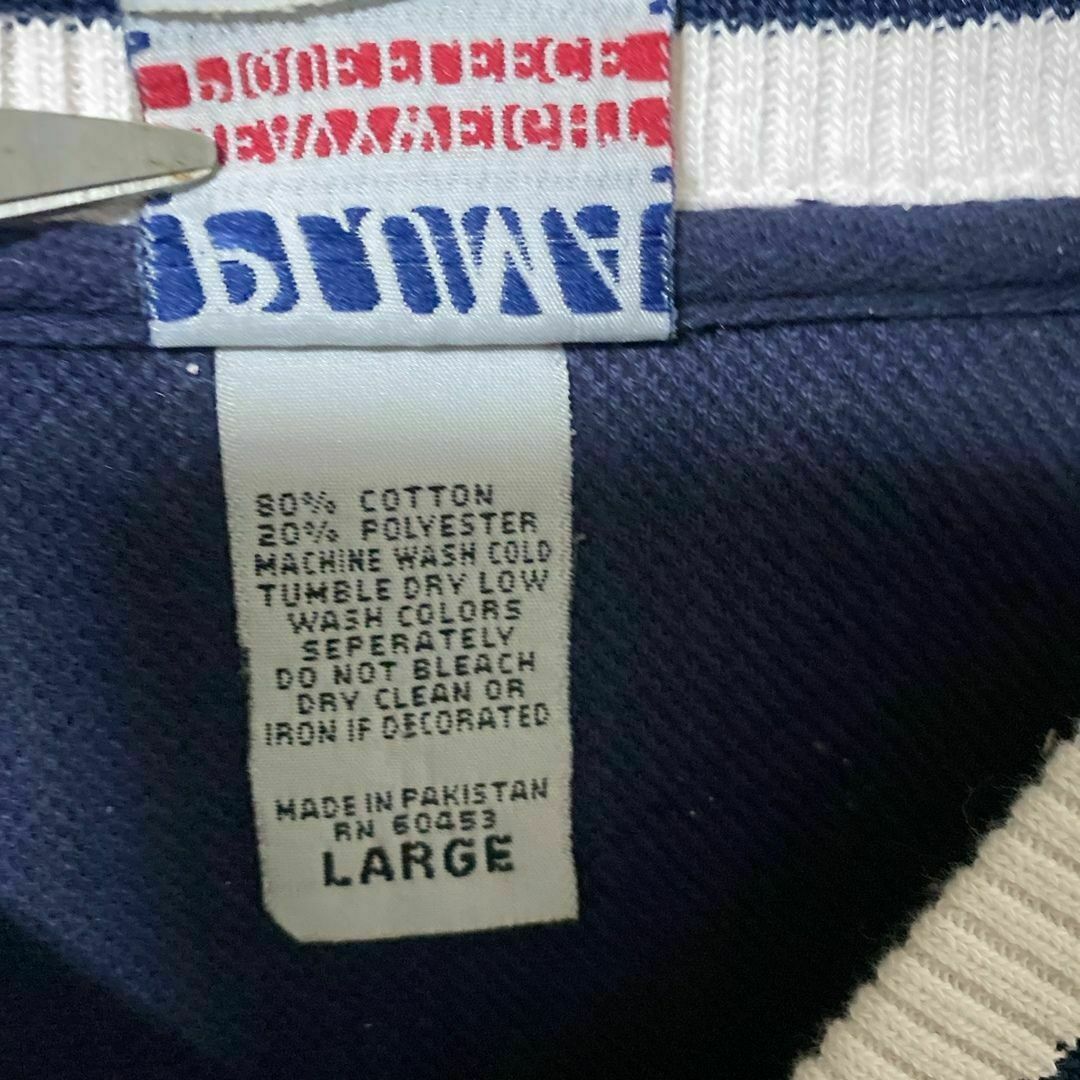 80% COTTON
20% POLYESTER
MACHINE WASH COLD
TUMBLE DRY LOW
WASH COLORS
SEPERATELY
DO NOT BLEACH
DRY CLEAN OR
IRON IF DECORATED
MADE IN PAKISTAN
RN 60453
LARGE